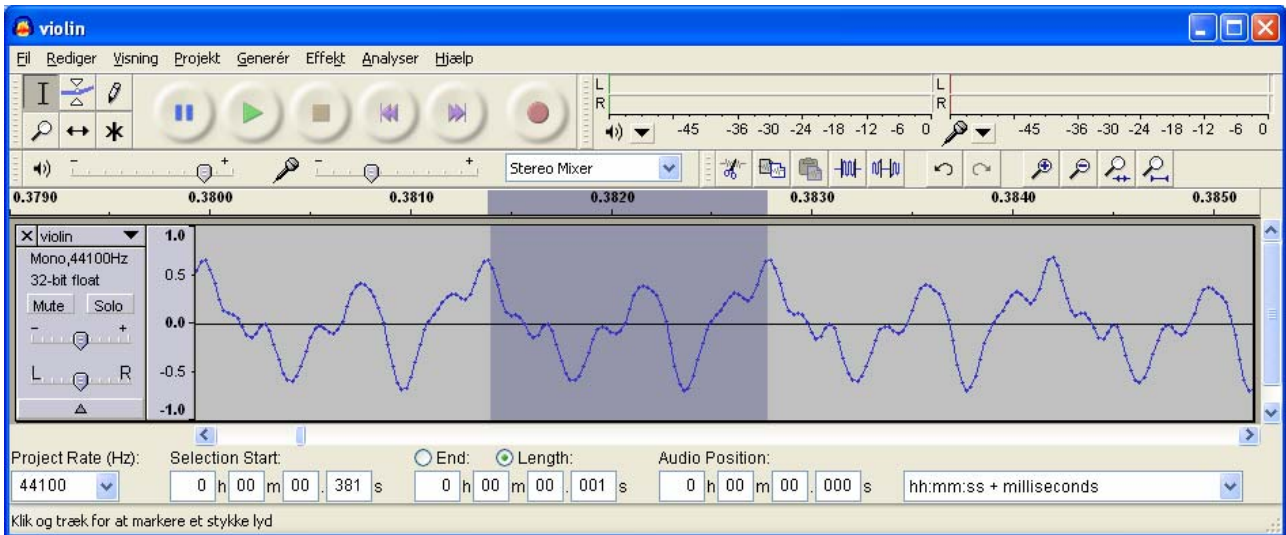 violin
Fil Rediger Visning Projekt Generér Effekt Analyser Hjælp
L
R
-45 -36 -30 -24 -18 -12 -6 0
L
R
-45 -36 -30 -24 -18 -12 -6 0
- +
- +
Stereo Mixer
0.3790 0.3800 0.3810 0.3820 0.3830 0.3840 0.3850
X violin
Mono,44100Hz
32-bit float
Mute Solo
- +
L R
1.0
0.5
0.0
-0.5
-1.0
Project Rate (Hz): Selection Start: End: Length: Audio Position:
44100 0 h 00 m 00 . 381 s 0 h 00 m 00 . 001 s 0 h 00 m 00 . 000 s hh:mm:ss + milliseconds
Klik og træk for at markere et stykke lyd